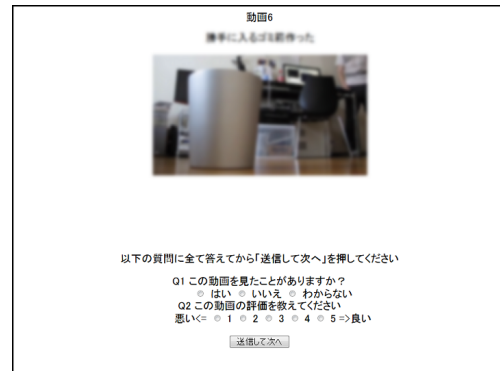 動画6
勝手に入るゴミ箱作った
以下の質問に全て答えてから「送信して次へ」を押してください
Q1 この動画を見たことがありますか？
はい いいえ わからない
Q2 この動画の評価を教えてください
悪い<= 1 2 3 4 5 =>良い
送信して次へ